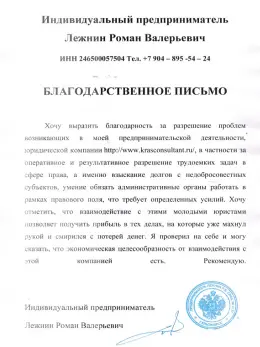 Индивидуальный предприниматель
Лежнин Роман Валерьевич
ИНН 246500057504 Тел. +7 904 – 895 -54 – 24
БЛАГОДАРСТВЕННОЕ ПИСЬМО
Хочу выразить благодарность за разрешение проблем
возникающих в моей предпринимательской деятельности,
юридической компании http://www.krasconsultant.ru/, в частности за
оперативное и результативное разрешение трудоемких задач в
сфере права, а именно взыскание долгов с недобросовестных
субъектов, умение обязать административные органы работать в
рамках правового поля, что требует определенных усилий. Хочу
отметить, что взаимодействие с этими молодыми юристами
позволяет получить прибыль в тех делах, на которые уже махнул
рукой и смирился с потерей денег. Я проверил на себе и могу
сказать, что экономическая целесообразность от взаимодействия с
этой компанией есть. Рекомендую.
Индивидуальный предприниматель
Лежнин Роман Валерьевич